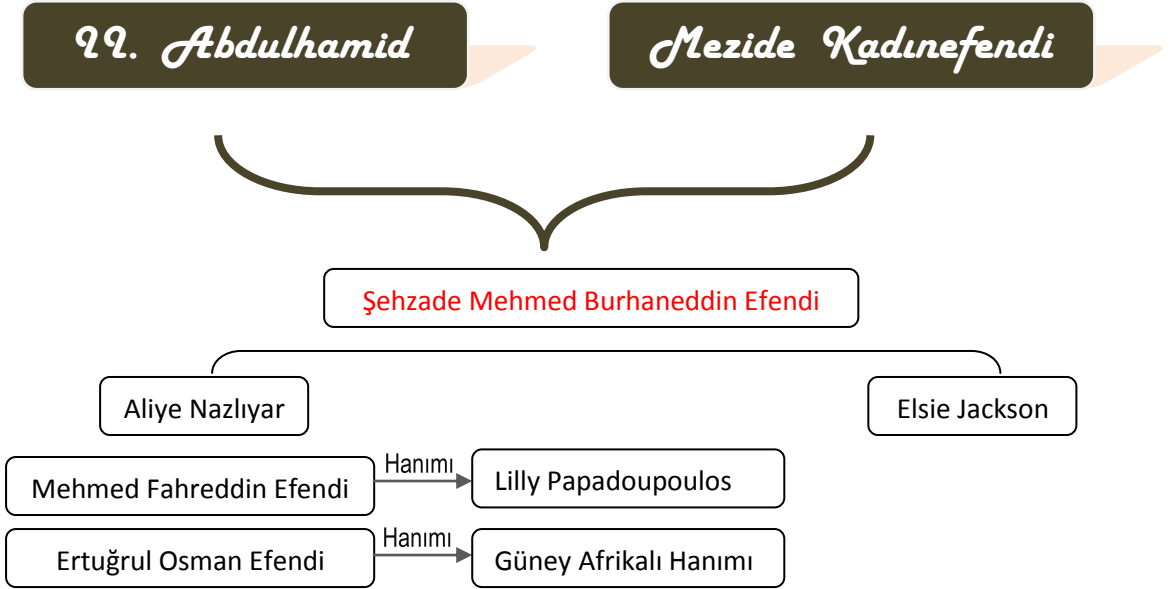 II. Abdulhamid
Mezide Kadınefendi
Şehzade Mehmed Burhaneddin Efendi
Aliye Nazlıyar
Elsie Jackson
Mehmed Fahreddin Efendi
Hanımı
Lilly Papadoupoulos
Ertuğrul Osman Efendi
Hanımı
Güney Afrikalı Hanımı